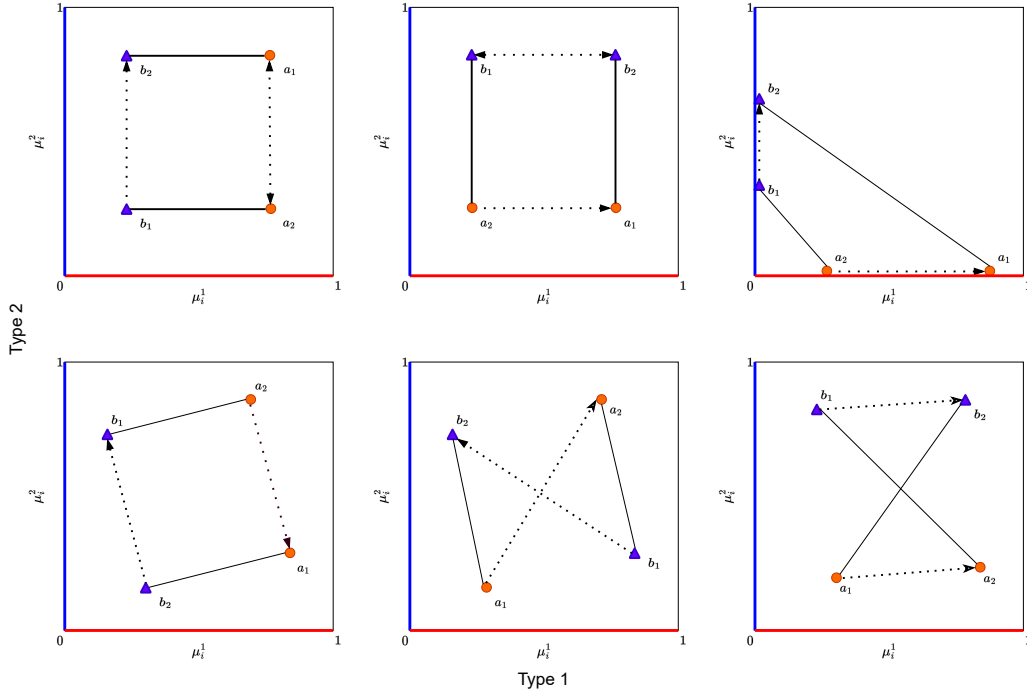 1
1
1
b₂
a₁
b₁
b₂
b₂
μᵢ²
μᵢ²
μᵢ²
b₁
b₁
a₂
a₂
a₁
a₂
a₁
0
μᵢ¹
1
0
μᵢ¹
1
0
μᵢ¹
1
Type 2
1
1
1
a₂
b₁
b₁
a₂
b₂
b₂
μᵢ²
μᵢ²
μᵢ²
a₁
b₁
b₂
a₁
a₁
a₂
0
μᵢ¹
1
0
μᵢ¹
1
0
μᵢ¹
1
Type 1